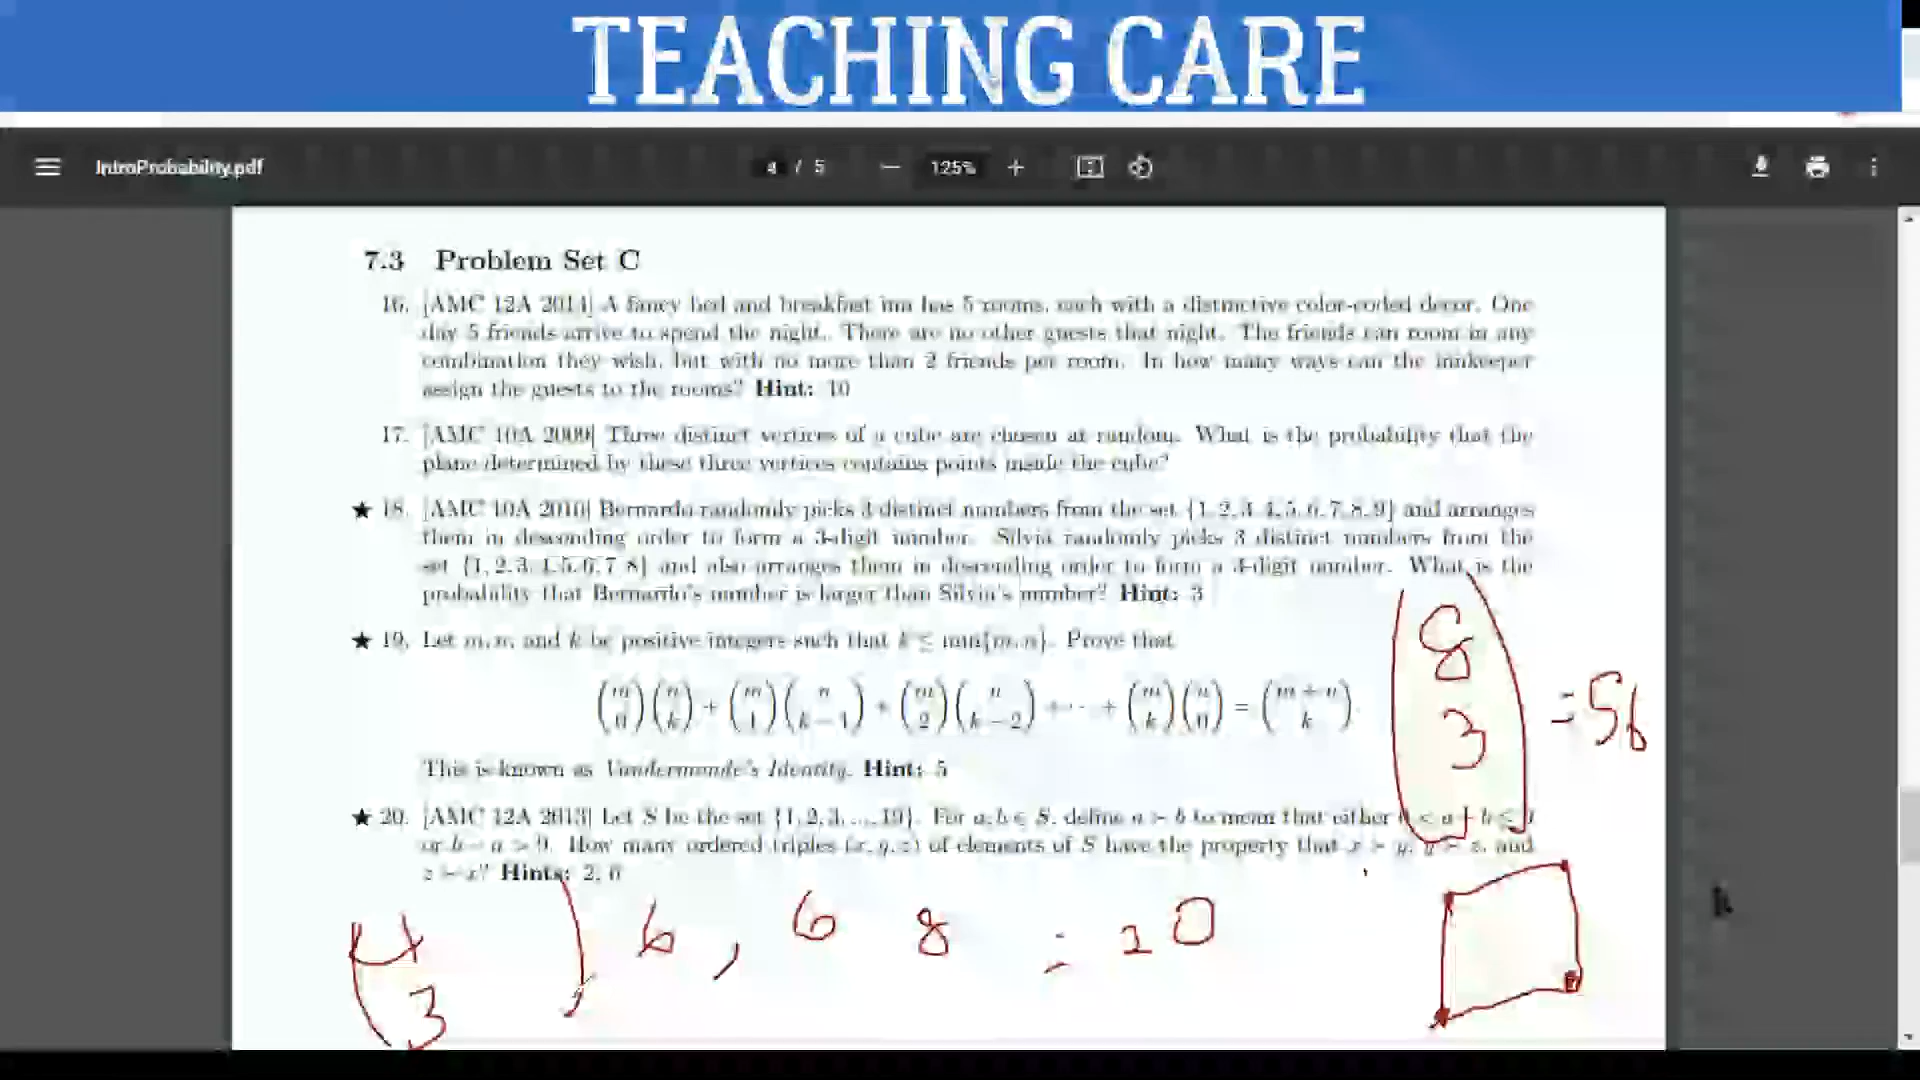 TEACHING CARE
IntroProbability.pdf
4 / 5
125%
7.3 Problem Set C
16. [AMC 12A 2014] A fancy bed and breakfast inn has 5 rooms, each with a distinctive color-coded decor. One
day 5 friends arrive to spend the night. There are no other guests that night. The friends can room in any
combination they wish, but with no more than 2 friends per room. In how many ways can the innkeeper
assign the guests to the rooms? Hint: 10
17. [AMC 10A 2009] Three distinct vertices of a cube are chosen at random. What is the probability that the
plane determined by these three vertices contains points inside the cube?
★ 18. [AMC 10A 2010] Bernardo randomly picks 3 distinct numbers from the set {1, 2, 3, 4, 5, 6, 7, 8, 9} and arranges
them in descending order to form a 3-digit number. Silvia randomly picks 3 distinct numbers from the
set {1, 2, 3, 4, 5, 6, 7, 8} and also arranges them in descending order to form a 3-digit number. What is the
probability that Bernardo's number is larger than Silvia's number? Hint: 3
★ 19. Let m, n, and k be positive integers such that k ≤ min{m, n}. Prove that
(m 0)(n k) + (m 1)(n k − 1) + (m 2)(n k − 2) + ··· + (m k)(n 0) = (m + n k).
(8 3) = 56
This is known as Vandermonde's Identity. Hint: 5
★ 20. [AMC 12A 2013] Let S be the set {1, 2, 3, ..., 19}. For a, b ∈ S, define a ≻ b to mean that either
or b − a > 9. How many ordered triples (x, y, z) of elements of S have the property that x ≻ y, y ≻ z, and
z ≻ x? Hints: 2, 6
(4 3) 6, 6 8 = 20